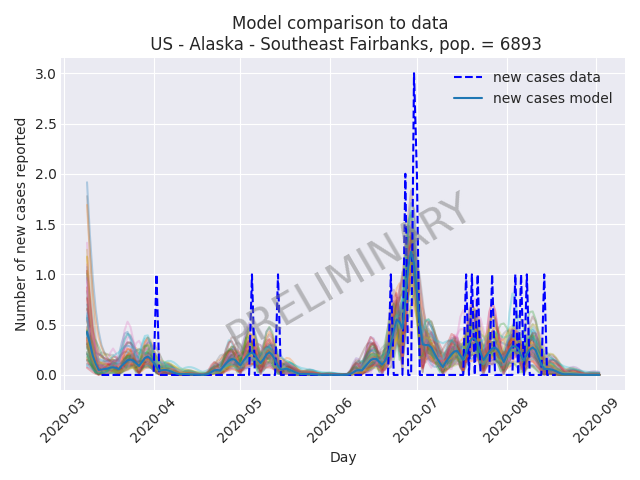 Model comparison to data
US - Alaska - Southeast Fairbanks, pop. = 6893
Number of new cases reported
3.0
2.5
2.0
1.5
1.0
0.5
0.0
new cases data
new cases model
PRELIMINARY
2020-03
2020-04
2020-05
2020-06
2020-07
2020-08
2020-09
Day